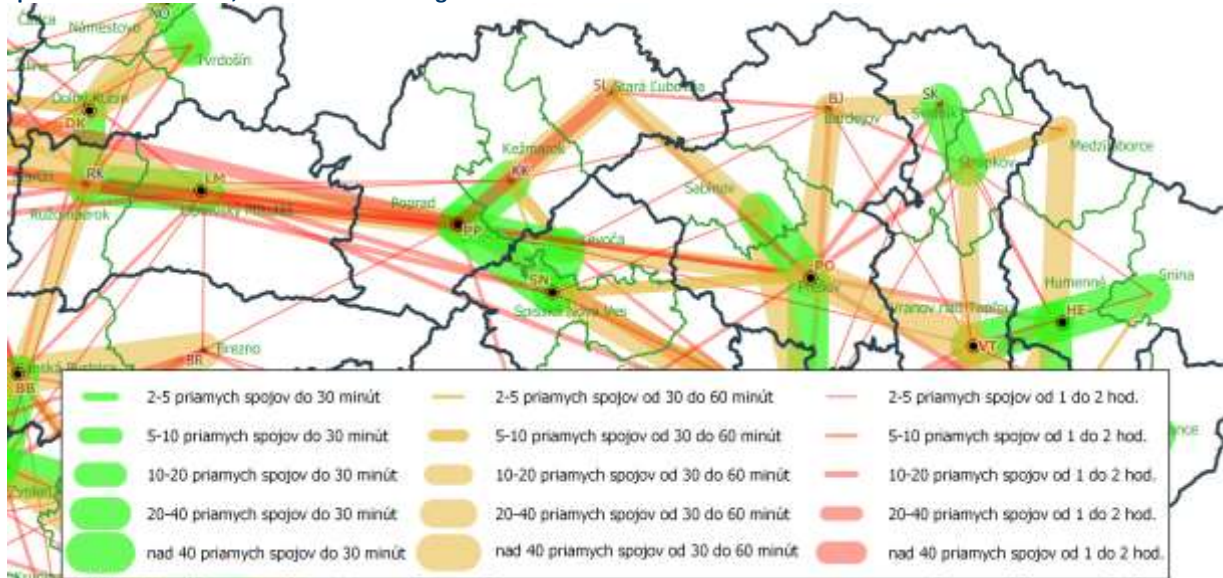 NO
Námestovo
Tvrdošín
Dolný Kubín
DK
SL
Stará Ľubovňa
BJ
Bardejov
SK
Svidník
Medzilaborce
Stropkov
Kežmarok
KK
Sabinov
RK
Ružomberok
LM
Poprad
PP
Levoča
PO
SN
Spišská Nová Ves
Humenné
Snina
HE
Vranov nad Topľou
VT
Brezno
BR
BB
2-5 priamych spojov do 30 minút
2-5 priamych spojov od 30 do 60 minút
2-5 priamych spojov od 1 do 2 hod.
5-10 priamych spojov do 30 minút
5-10 priamych spojov od 30 do 60 minút
5-10 priamych spojov od 1 do 2 hod.
10-20 priamych spojov do 30 minút
10-20 priamych spojov od 30 do 60 minút
10-20 priamych spojov od 1 do 2 hod.
20-40 priamych spojov do 30 minút
20-40 priamych spojov od 30 do 60 minút
20-40 priamych spojov od 1 do 2 hod.
nad 40 priamych spojov do 30 minút
nad 40 priamych spojov od 30 do 60 minút
nad 40 priamych spojov od 1 do 2 hod.